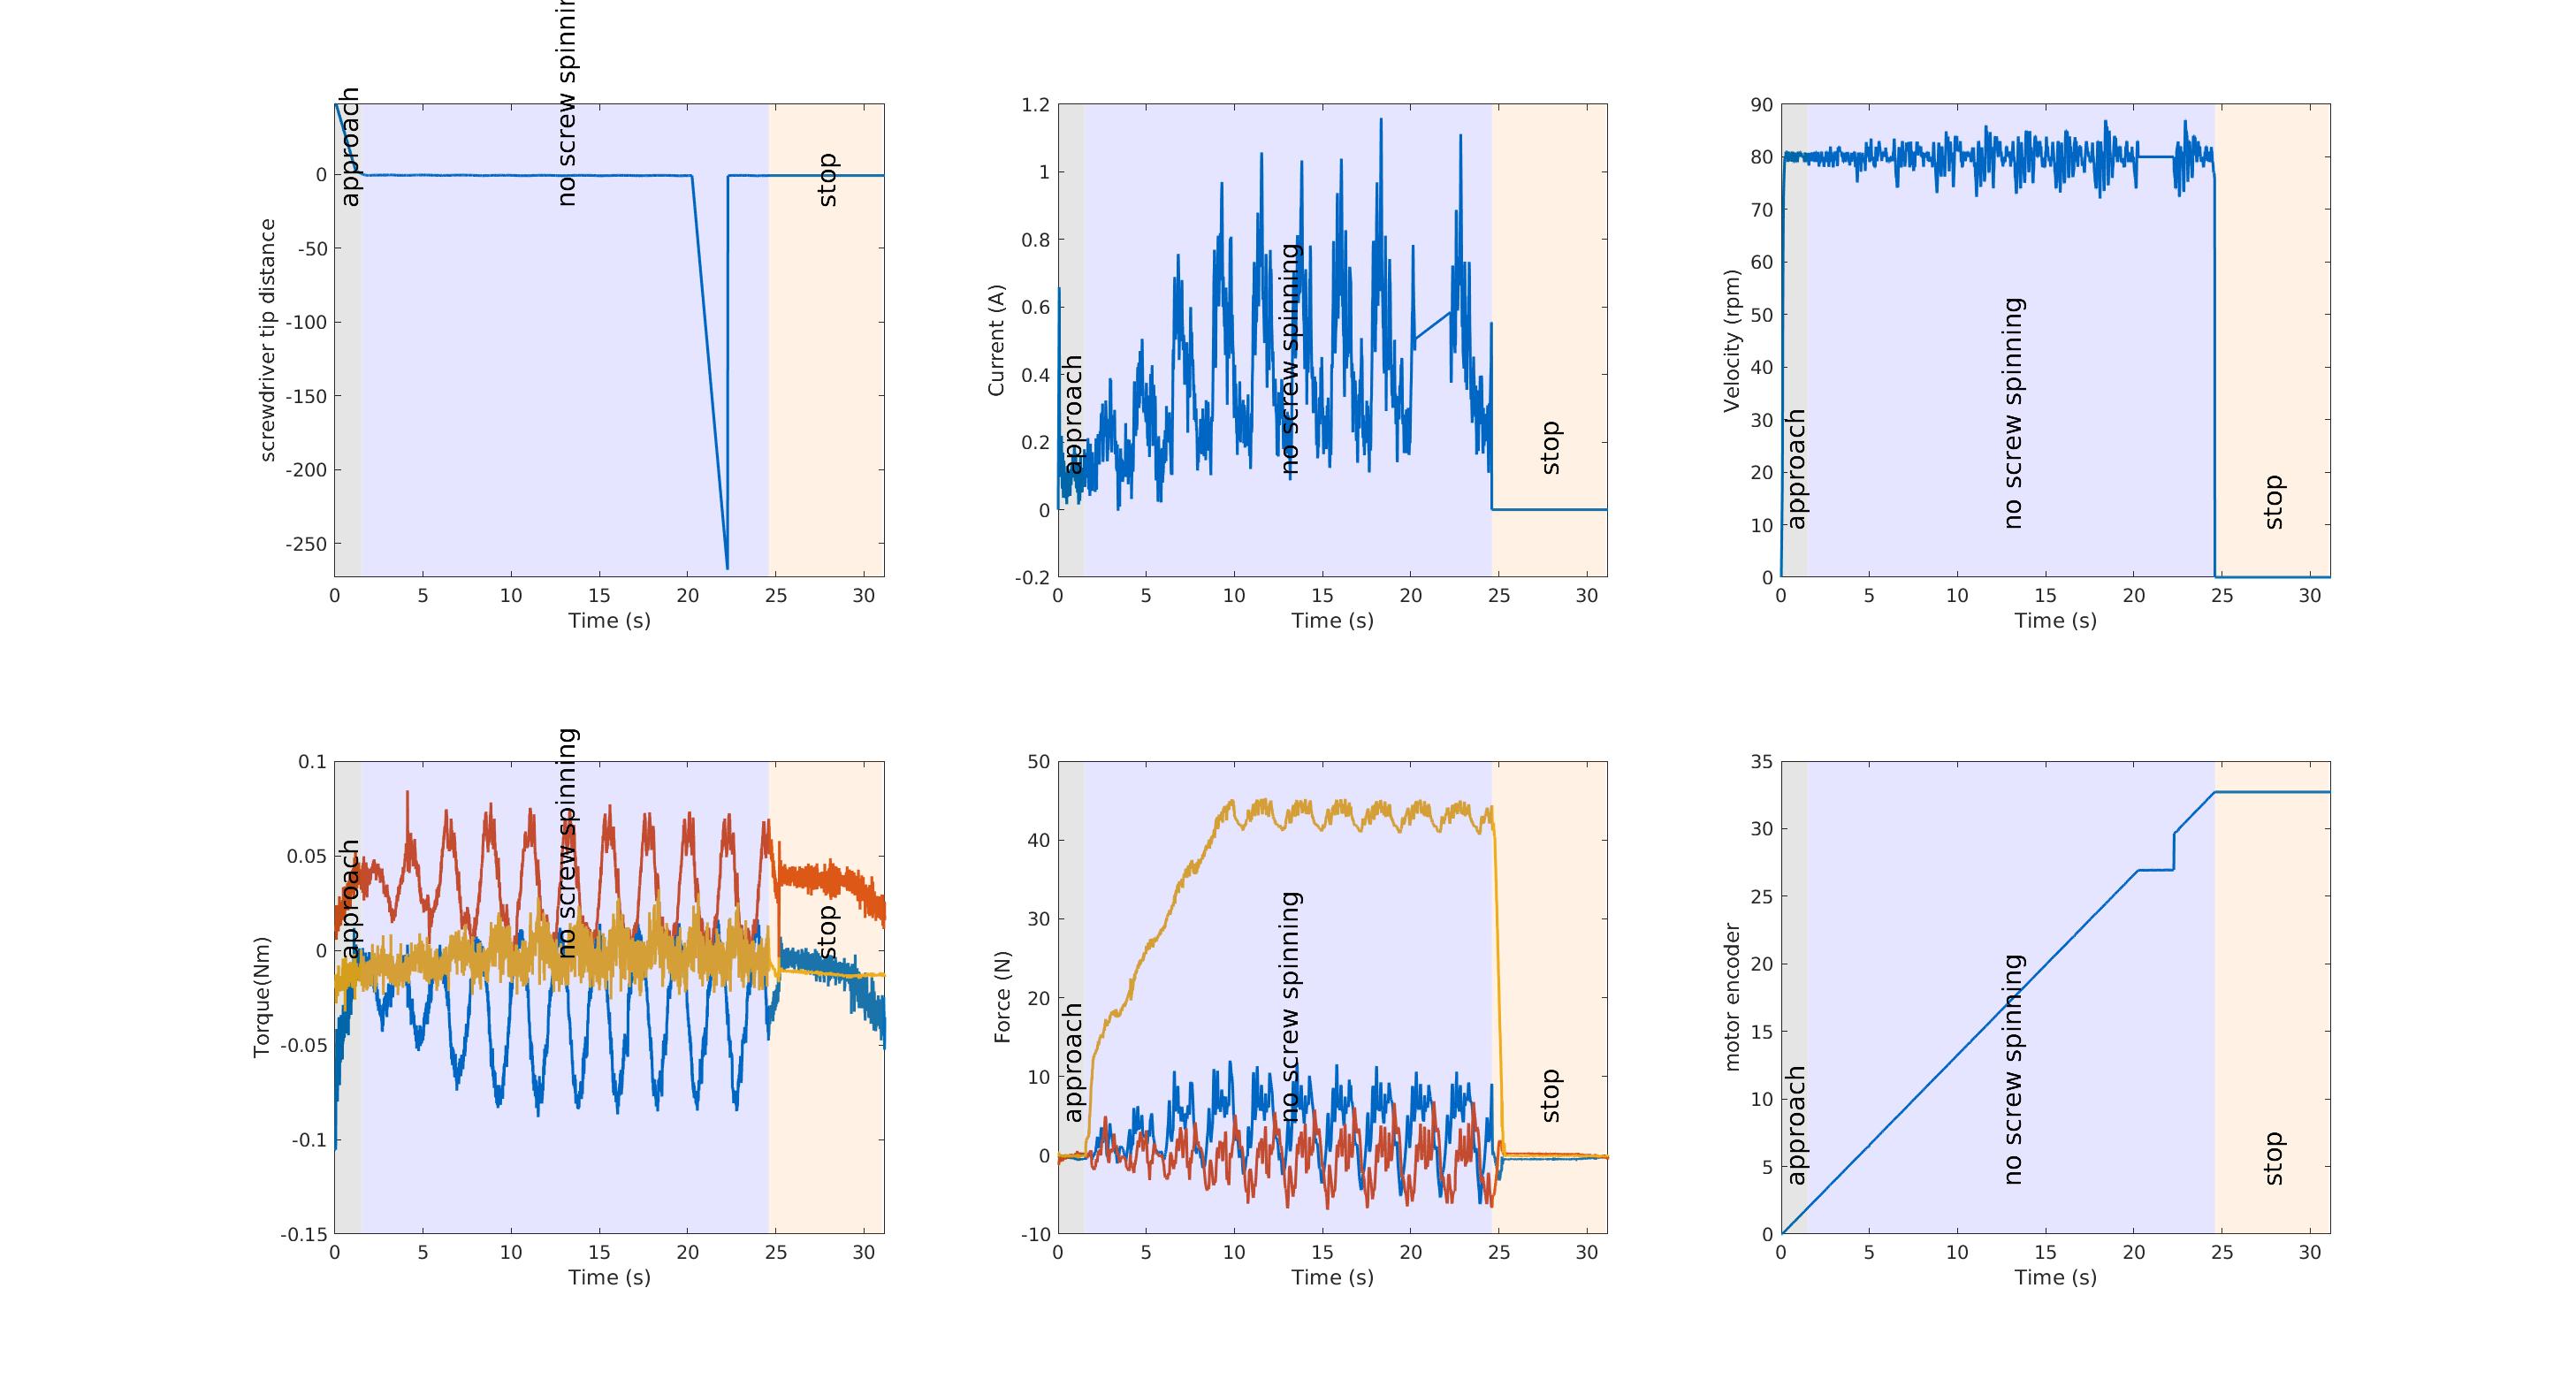 screwdriver tip distance
0
-50
-100
-150
-200
-250
approach
no screw spinnin
stop
0 5 10 15 20 25 30
Time (s)
Current (A)
1.2
1
0.8
0.6
0.4
0.2
0
-0.2
approach
no screw spinning
stop
0 5 10 15 20 25 30
Time (s)
Velocity (rpm)
90
80
70
60
50
40
30
20
10
0
approach
no screw spinning
stop
0 5 10 15 20 25 30
Time (s)
Torque(Nm)
0.1
0.05
0
-0.05
-0.1
-0.15
approach
no screw spinning
stop
0 5 10 15 20 25 30
Time (s)
Force (N)
50
40
30
20
10
0
-10
approach
no screw spinning
stop
0 5 10 15 20 25 30
Time (s)
motor encoder
35
30
25
20
15
10
5
0
approach
no screw spinning
stop
0 5 10 15 20 25 30
Time (s)